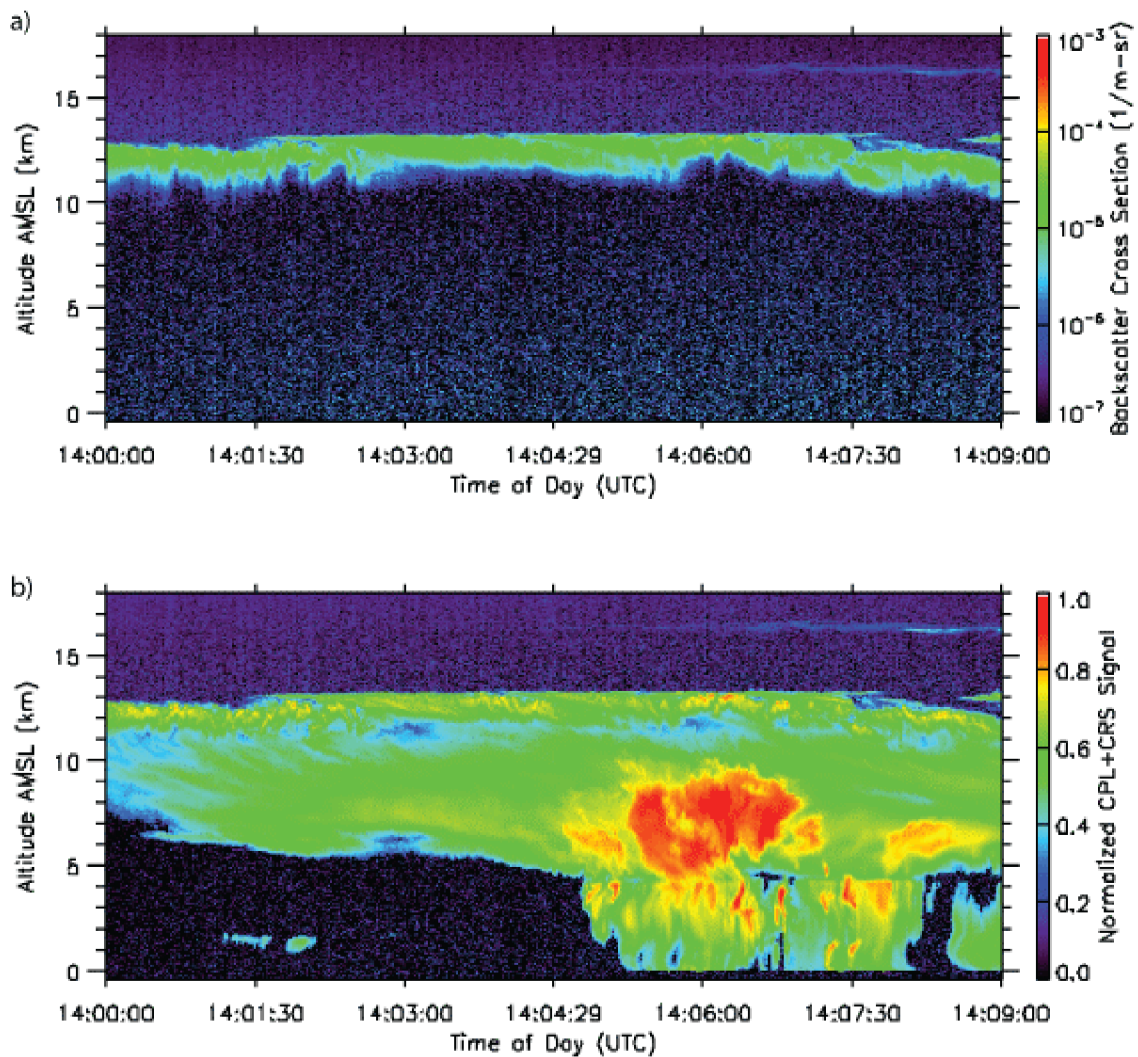 a)
Altitude AMSL (km)
15
10
5
0
14:00:00 14:01:30 14:03:00 14:04:29 14:06:00 14:07:30 14:09:00
Time of Day (UTC)
10⁻³
10⁻⁴
10⁻⁵
10⁻⁶
10⁻⁷
Backscatter Cross Section (1/m-sr)
b)
Altitude AMSL (km)
15
10
5
0
14:00:00 14:01:30 14:03:00 14:04:29 14:06:00 14:07:30 14:09:00
Time of Day (UTC)
1.0
0.8
0.6
0.4
0.2
0.0
Normalized CPL+CRS Signal